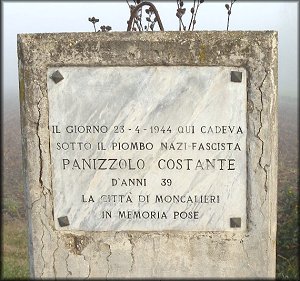 IL GIORNO 23-4-1944 QUI CADEVA
SOTTO IL PIOMBO NAZI-FASCISTA
PANIZZOLO COSTANTE
D'ANNI 39
LA CITTÀ DI MONCALIERI
IN MEMORIA POSE